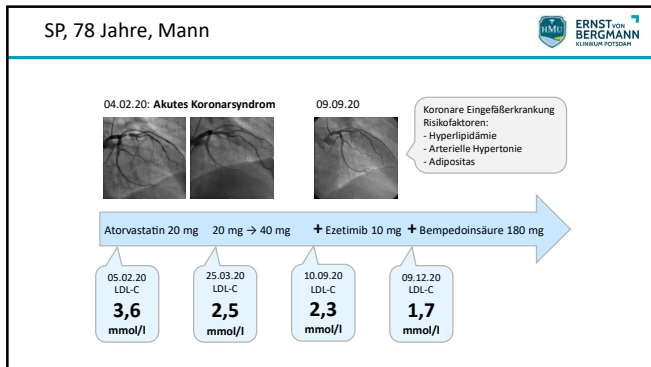 SP, 78 Jahre, Mann
HMU
ERNST VON
BERGMANN
KLINIKUM POTSDAM
04.02.20: Akutes Koronarsyndrom
09.09.20
Koronare Eingefäßerkrankung
Risikofaktoren:
- Hyperlipidämie
- Arterielle Hypertonie
- Adipositas
Atorvastatin 20 mg
20 mg → 40 mg
+ Ezetimib 10 mg
+ Bempedoinsäure 180 mg
05.02.20
LDL-C
3,6
mmol/l
25.03.20
LDL-C
2,5
mmol/l
10.09.20
LDL-C
2,3
mmol/l
09.12.20
LDL-C
1,7
mmol/l